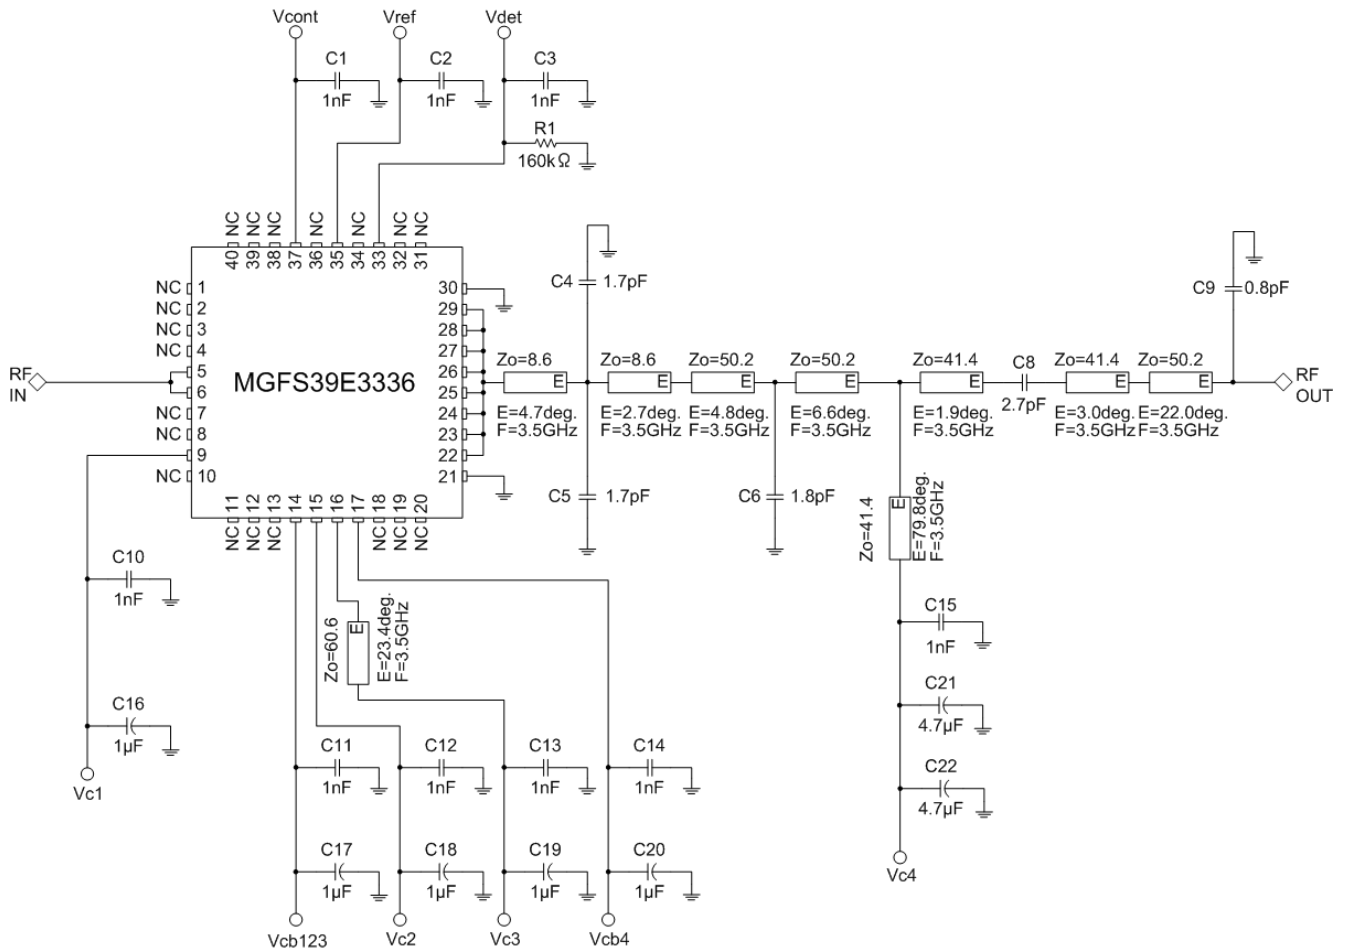 Vcont Vref Vdet
C1 C2 C3
1nF 1nF 1nF
R1
160kΩ
40 NC
39 NC
38 NC
37
36 NC
35
34 NC
33
32 NC
31 NC
NC 1
NC 2
NC 3
NC 4
5
6
NC 7
NC 8
9
NC 10
RF
IN
MGFS39E3336
30
29
28
27
26
25
24
23
22
21
NC 11
NC 12
NC 13
14
15
16
17
NC 18
NC 19
NC 20
C4 1.7pF
C9 0.8pF
Zo=8.6 Zo=8.6 Zo=50.2 Zo=50.2 Zo=41.4 C8 Zo=41.4 Zo=50.2
E E E E E E E
2.7pF
E=4.7deg. E=2.7deg. E=4.8deg. E=6.6deg. E=1.9deg. E=3.0deg. E=22.0deg.
F=3.5GHz F=3.5GHz F=3.5GHz F=3.5GHz F=3.5GHz F=3.5GHz F=3.5GHz
RF
OUT
C5 1.7pF
C6 1.8pF
Zo=41.4
E
E=79.8deg.
F=3.5GHz
C10
1nF
C16
1µF
Vc1
Zo=60.6
E
E=23.4deg.
F=3.5GHz
C15
1nF
C21
4.7µF
C22
4.7µF
Vc4
C11 C12 C13 C14
1nF 1nF 1nF 1nF
C17 C18 C19 C20
1µF 1µF 1µF 1µF
Vcb123 Vc2 Vc3 Vcb4